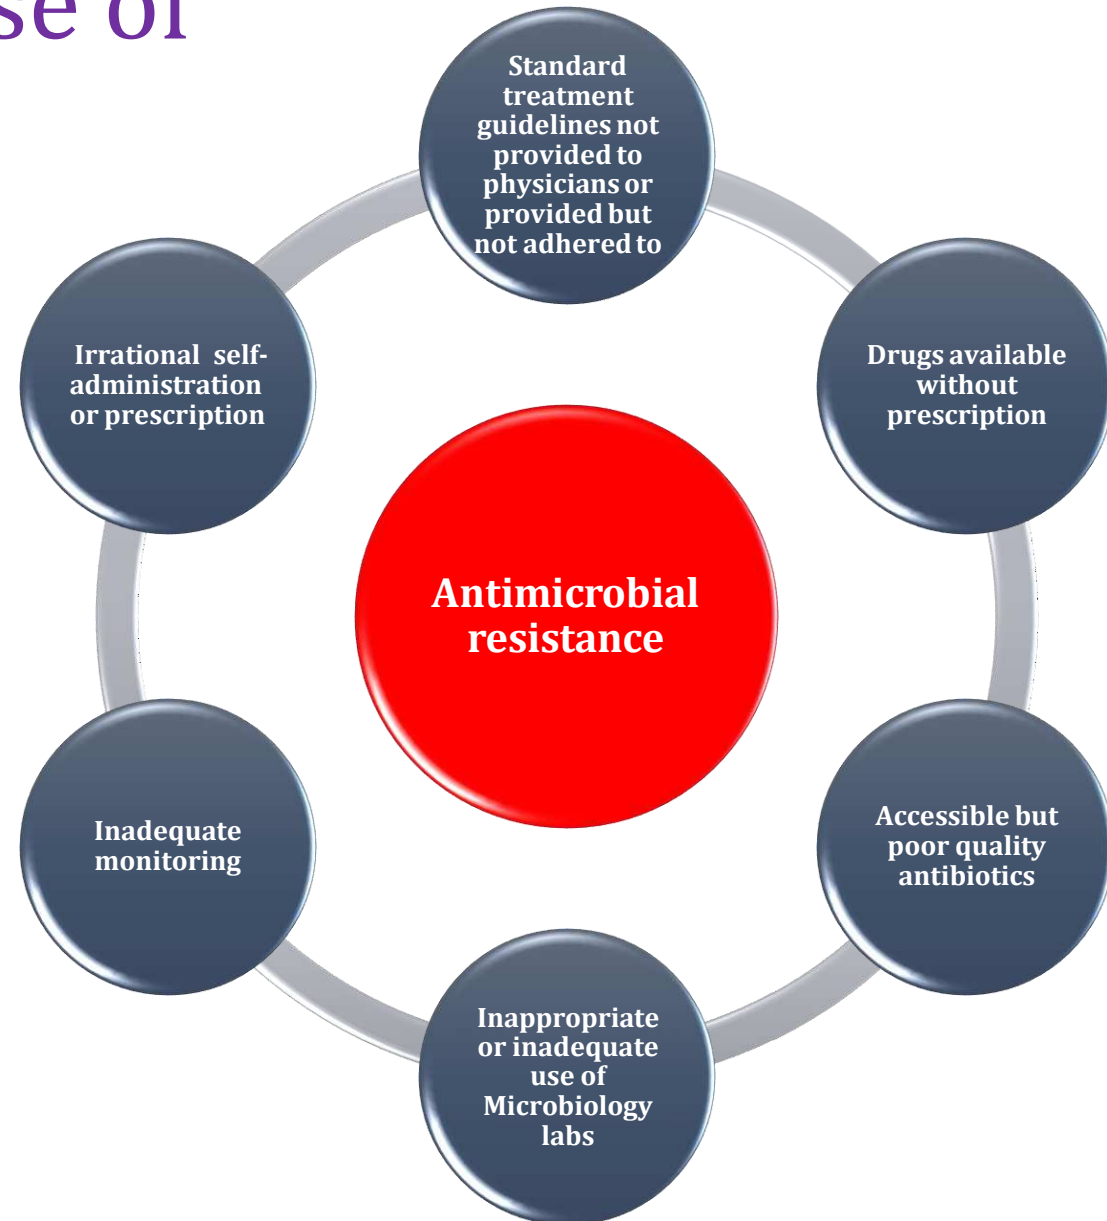 se of
Standard
treatment
guidelines not
provided to
physicians or
provided but
not adhered to
Drugs available
without
prescription
Accessible but
poor quality
antibiotics
Inappropriate
or inadequate
use of
Microbiology
labs
Inadequate
monitoring
Irrational self-
administration
or prescription
Antimicrobial
resistance